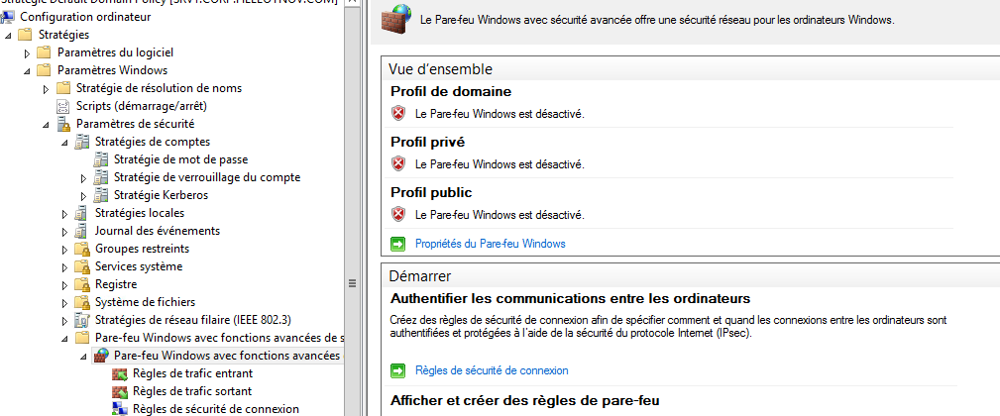 Stratégie Default Domain Policy [SRV1.CORP.HELLOYNOV.COM]
Configuration ordinateur
Stratégies
Paramètres du logiciel
Paramètres Windows
Stratégie de résolution de noms
Scripts (démarrage/arrêt)
Paramètres de sécurité
Stratégies de comptes
Stratégie de mot de passe
Stratégie de verrouillage du compte
Stratégie Kerberos
Stratégies locales
Journal des événements
Groupes restreints
Services système
Registre
Système de fichiers
Stratégies de réseau filaire (IEEE 802.3)
Pare-feu Windows avec fonctions avancées de s
Pare-feu Windows avec fonctions avancées
Règles de trafic entrant
Règles de trafic sortant
Règles de sécurité de connexion
Le Pare-feu Windows avec sécurité avancée offre une sécurité réseau pour les ordinateurs Windows.
Vue d'ensemble
Profil de domaine
Le Pare-feu Windows est désactivé.
Profil privé
Le Pare-feu Windows est désactivé.
Profil public
Le Pare-feu Windows est désactivé.
Propriétés du Pare-feu Windows
Démarrer
Authentifier les communications entre les ordinateurs
Créez des règles de sécurité de connexion afin de spécifier comment et quand les connexions entre les ordinateurs sont
authentifiées et protégées à l'aide de la sécurité du protocole Internet (IPsec).
Règles de sécurité de connexion
Afficher et créer des règles de pare-feu